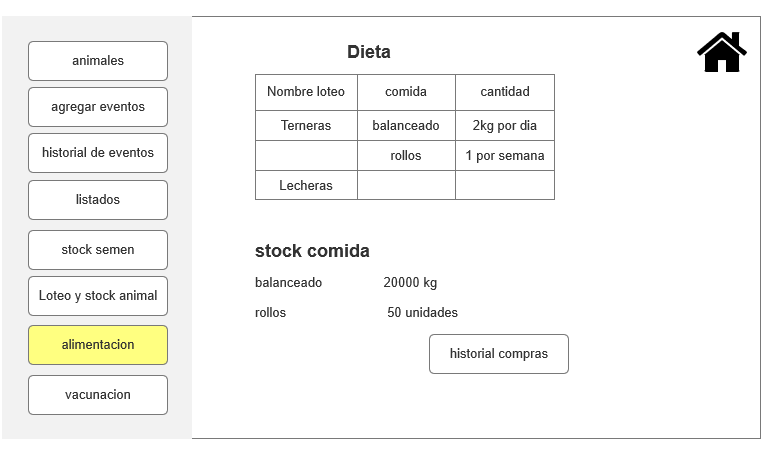 animales
agregar eventos
historial de eventos
listados
stock semen
Loteo y stock animal
alimentacion
vacunacion
Dieta
Nombre loteo comida cantidad
Terneras balanceado 2kg por dia
rollos 1 por semana
Lecheras
stock comida
balanceado 20000 kg
rollos 50 unidades
historial compras